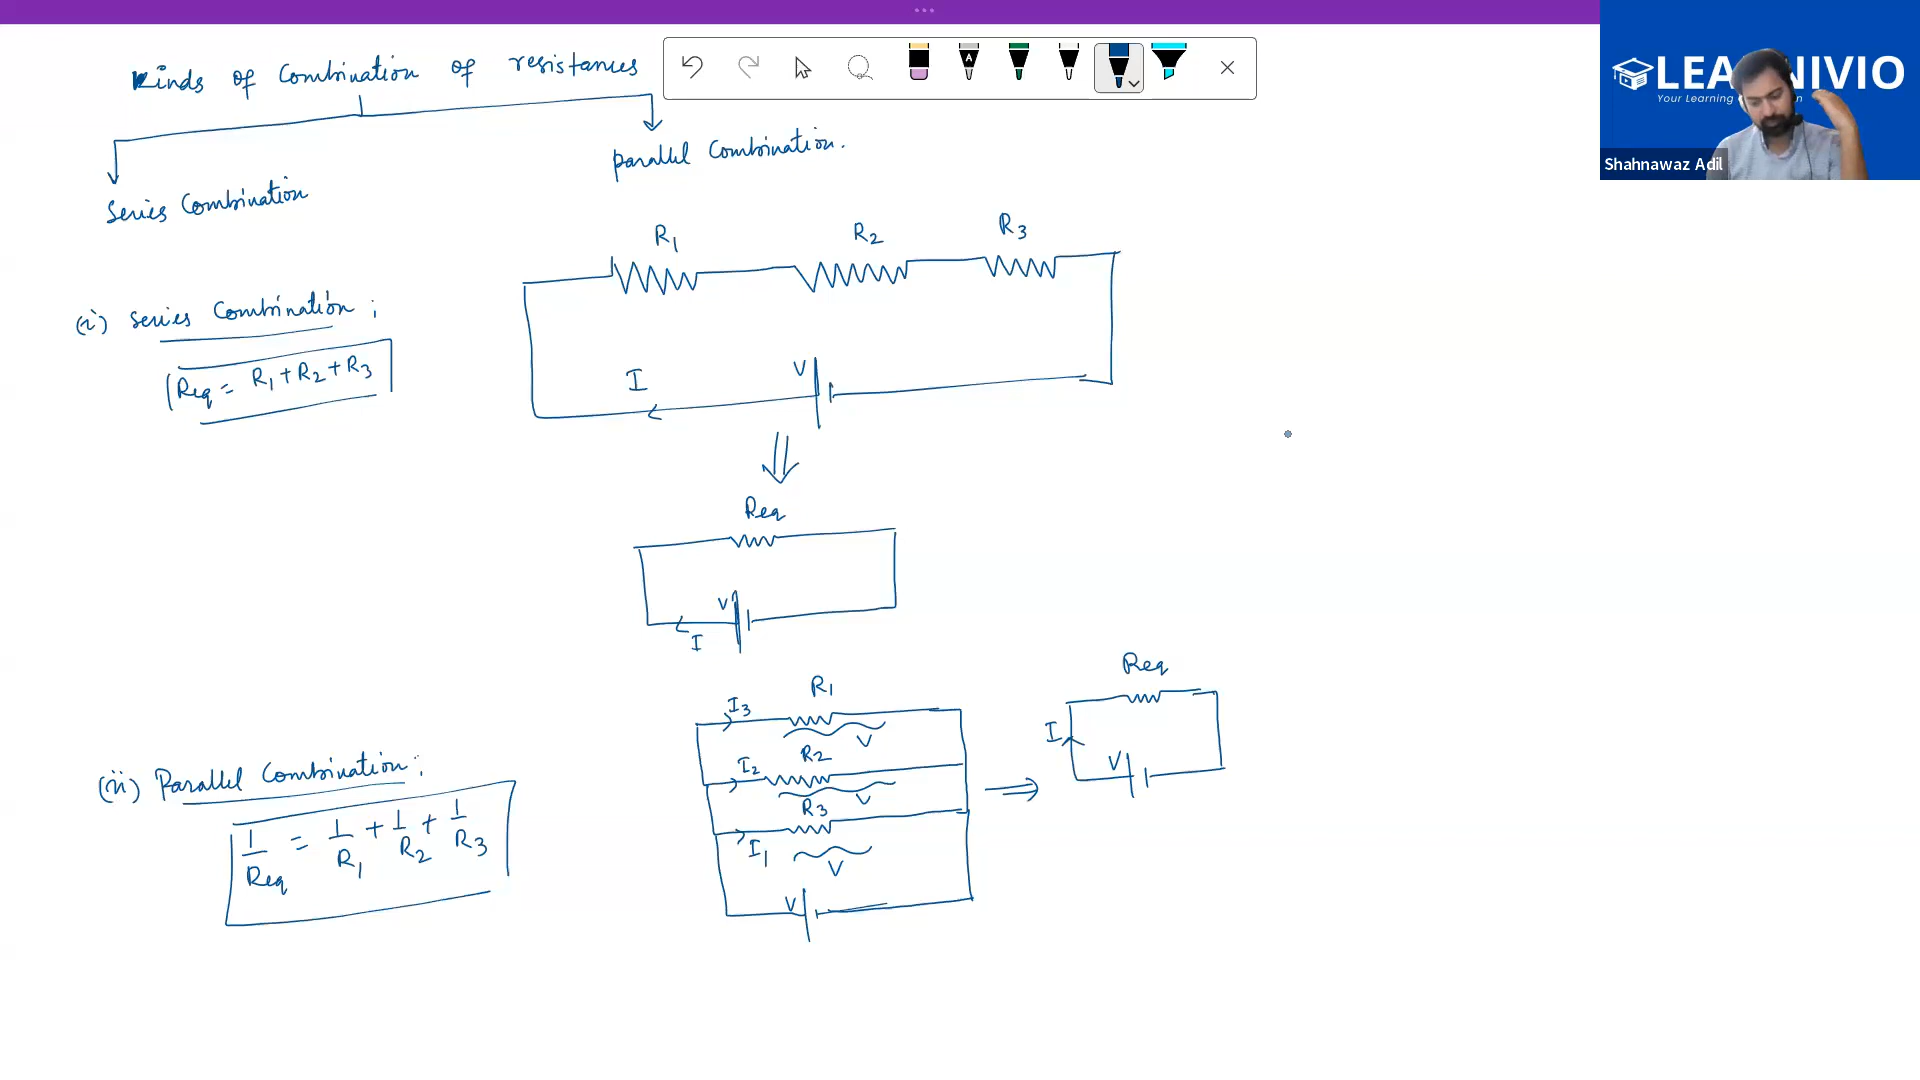 Kinds of Combination of resistances
Series Combination
Parallel Combination.
R1 R2 R3
(i) Series Combination :
Req = R1 + R2 + R3
I
V
Req
V
I
(ii) Parallel Combination :
1/Req = 1/R1 + 1/R2 + 1/R3
R1
I3
V
R2
I2
V
R3
I1
V
V
Req
I
V
A
LEARNIVIO
Your Learning
Shahnawaz Adil